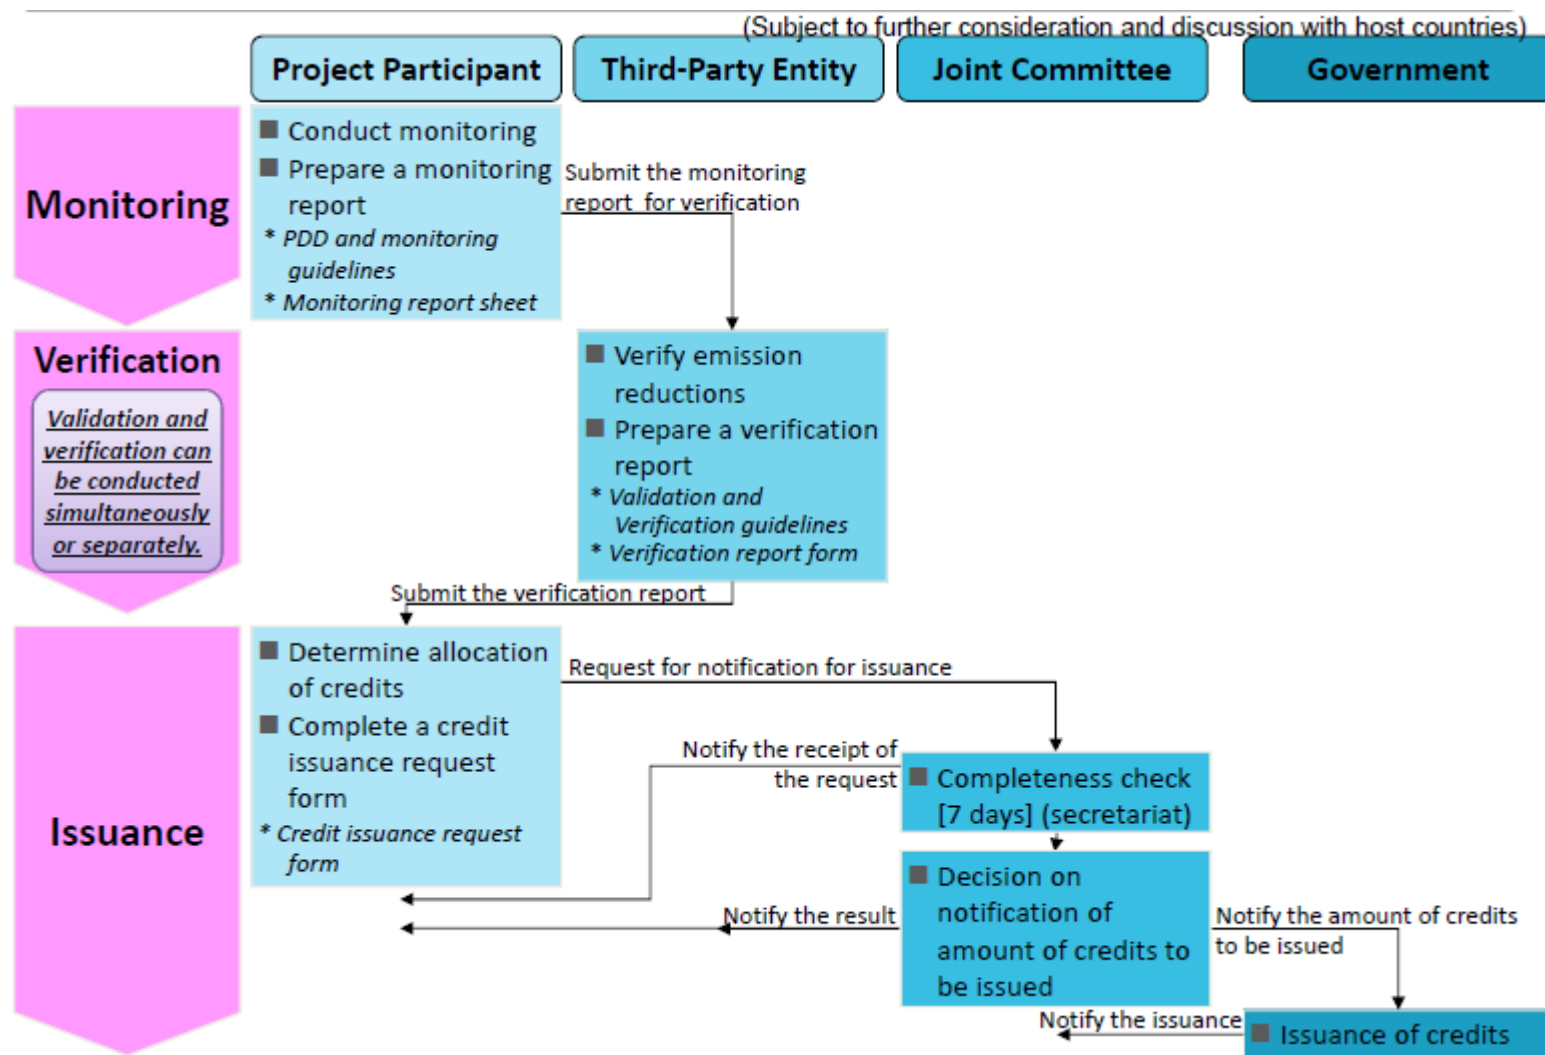 (Subject to further consideration and discussion with host countries)
Project Participant
Third-Party Entity
Joint Committee
Government
Monitoring
■ Conduct monitoring
■ Prepare a monitoring
report
* PDD and monitoring
guidelines
* Monitoring report sheet
Submit the monitoring
report for verification
Verification
Validation and
verification can
be conducted
simultaneously
or separately.
■ Verify emission
reductions
■ Prepare a verification
report
* Validation and
Verification guidelines
* Verification report form
Submit the verification report
Issuance
■ Determine allocation
of credits
■ Complete a credit
issuance request
form
* Credit issuance request
form
Request for notification for issuance
Notify the receipt of
the request
■ Completeness check
[7 days] (secretariat)
■ Decision on
notification of
amount of credits to
be issued
Notify the result
Notify the amount of credits
to be issued
Notify the issuance
■ Issuance of credits